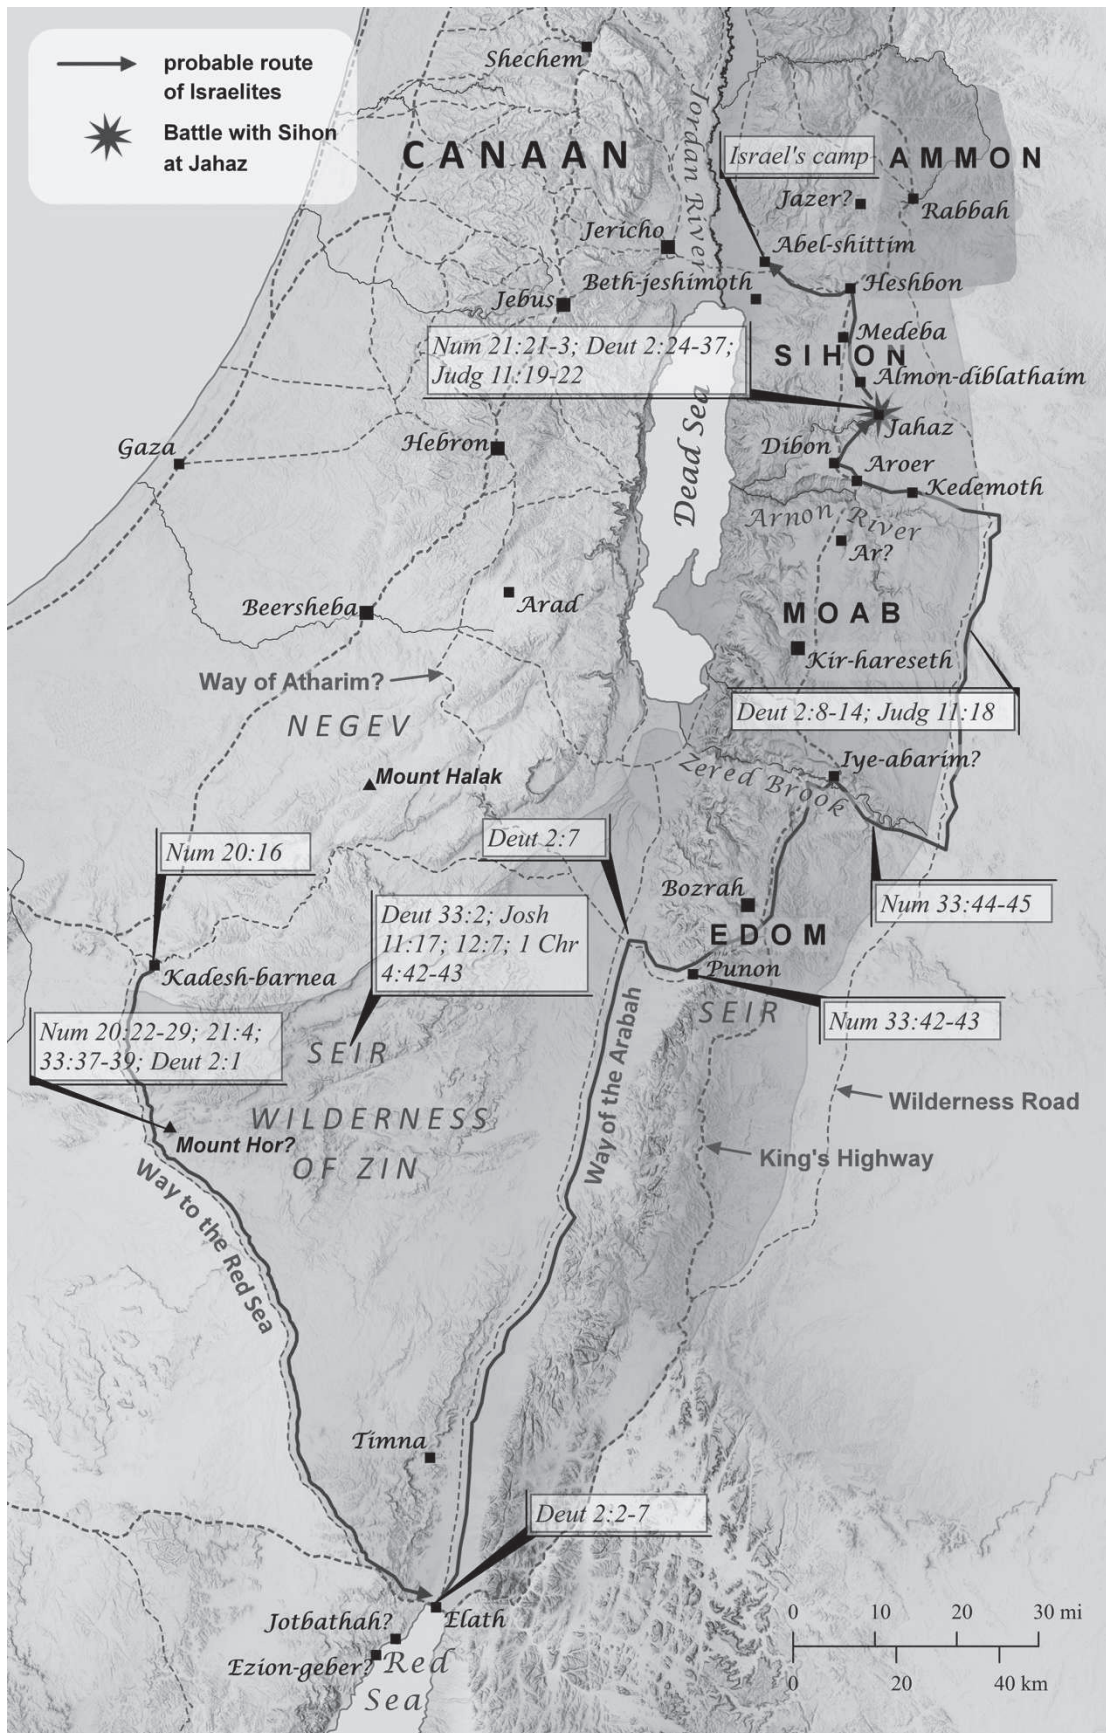 probable route
of Israelites
Battle with Sihon
at Jahaz
Shechem
Jordan River
CANAAN
Israel's camp
AMMON
Jazer?
Rabbah
Jericho
Abel-shittim
Beth-jeshimoth
Heshbon
Jebus
Medeba
Num 21:21-3; Deut 2:24-37;
Judg 11:19-22
SIHON
Almon-diblathaim
Dead Sea
Jahaz
Gaza
Hebron
Dibon
Aroer
Kedemoth
Arnon River
Ar?
Beersheba
Arad
MOAB
Kir-hareseth
Way of Atharim?
NEGEV
Deut 2:8-14; Judg 11:18
Iye-abarim?
Zered Brook
Mount Halak
Num 20:16
Deut 2:7
Bozrah
Num 33:44-45
Deut 33:2; Josh
11:17; 12:7; 1 Chr
4:42-43
EDOM
Kadesh-barnea
Punon
SEIR
Num 33:42-43
Num 20:22-29; 21:4;
33:37-39; Deut 2:1
SEIR
Way of the Arabah
Wilderness Road
WILDERNESS
OF ZIN
Mount Hor?
King's Highway
Way to the Red Sea
Timna
Deut 2:2-7
Elath
Jotbathah?
Ezion-geber?
Red
Sea
0 10 20 30 mi
0 20 40 km